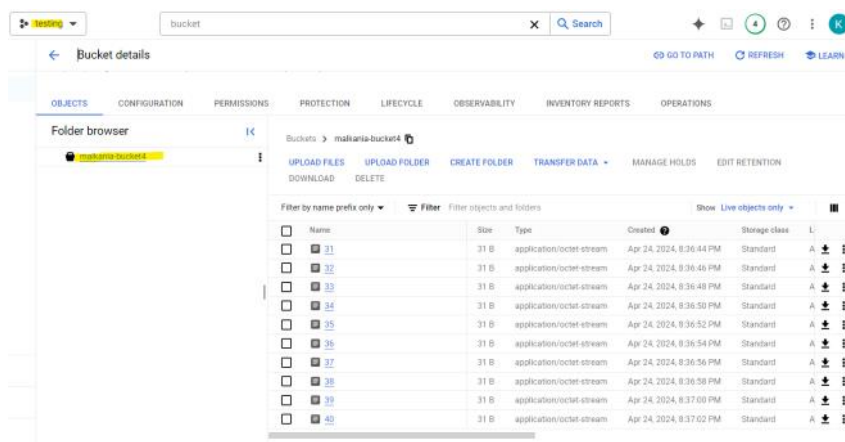 testing
bucket
Search
4
K
Bucket details
GO TO PATH
REFRESH
LEARN
OBJECTS CONFIGURATION PERMISSIONS PROTECTION LIFECYCLE OBSERVABILITY INVENTORY REPORTS OPERATIONS
Folder browser
malkania-bucket4
Buckets > malkania-bucket4
UPLOAD FILES UPLOAD FOLDER CREATE FOLDER TRANSFER DATA MANAGE HOLDS EDIT RETENTION
DOWNLOAD DELETE
Filter by name prefix only Filter Filter objects and folders Show Live objects only
Name Size Type Created Storage class L
31 31 B application/octet-stream Apr 24, 2024, 8:36:44 PM Standard A
32 31 B application/octet-stream Apr 24, 2024, 8:36:46 PM Standard A
33 31 B application/octet-stream Apr 24, 2024, 8:36:48 PM Standard A
34 31 B application/octet-stream Apr 24, 2024, 8:36:50 PM Standard A
35 31 B application/octet-stream Apr 24, 2024, 8:36:52 PM Standard A
36 31 B application/octet-stream Apr 24, 2024, 8:36:54 PM Standard A
37 31 B application/octet-stream Apr 24, 2024, 8:36:56 PM Standard A
38 31 B application/octet-stream Apr 24, 2024, 8:36:58 PM Standard A
39 31 B application/octet-stream Apr 24, 2024, 8:37:00 PM Standard A
40 31 B application/octet-stream Apr 24, 2024, 8:37:02 PM Standard A